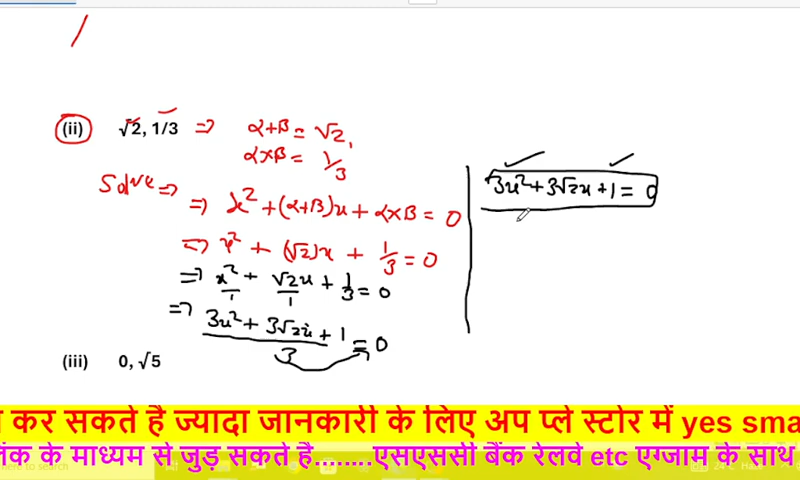 (ii) √2, 1/3 ⇒ α+β = √2,
α×β = 1/3
Solve ⇒
⇒ x² + (α+β)x + α×β = 0
⇒ x² + (√2)x + 1/3 = 0
⇒ x²/1 + √2x/1 + 1/3 = 0
⇒ 3x² + 3√2x + 1 / 3 = 0
3x² + 3√2x + 1 = 0
(iii) 0, √5
कर सकते है ज्यादा जानकारी के लिए अप प्ले स्टोर में yes sma
के माध्यम से जुड़ सकते है........एसएससी बैंक रेलवे etc एग्जाम के साथ